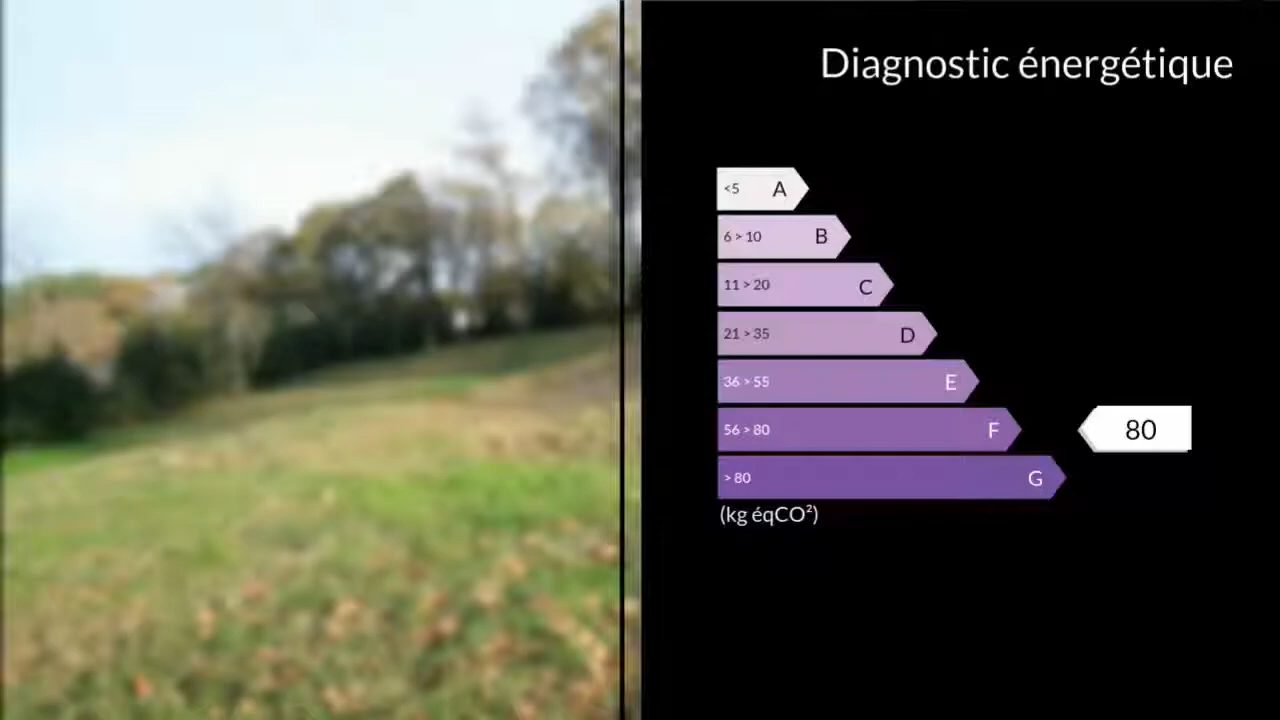 Diagnostic énergétique
<5 A
6 > 10 B
11 > 20 C
21 > 35 D
36 > 55 E
56 > 80 F
80
> 80 G
(kg éqCO²)